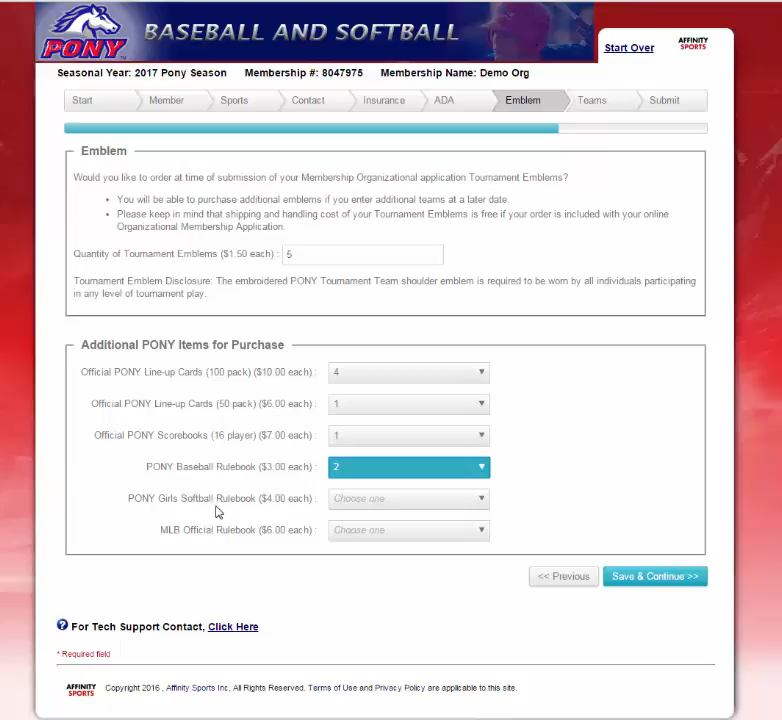 PONY
BASEBALL AND SOFTBALL
Start Over
AFFINITY
SPORTS
Seasonal Year: 2017 Pony Season Membership #: 8047975 Membership Name: Demo Org
Start Member Sports Contact Insurance ADA Emblem Teams Submit
Emblem
Would you like to order at time of submission of your Membership Organizational application Tournament Emblems?
• You will be able to purchase additional emblems if you enter additional teams at a later date.
• Please keep in mind that shipping and handling cost of your Tournament Emblems is free if your order is included with your online
Organizational Membership Application.
Quantity of Tournament Emblems ($1.50 each) : 5
Tournament Emblem Disclosure: The embroidered PONY Tournament Team shoulder emblem is required to be worn by all individuals participating
in any level of tournament play.
Additional PONY Items for Purchase
Official PONY Line-up Cards (100 pack) ($10.00 each) : 4
Official PONY Line-up Cards (50 pack) ($6.00 each) : 1
Official PONY Scorebooks (16 player) ($7.00 each) : 1
PONY Baseball Rulebook ($3.00 each) : 2
PONY Girls Softball Rulebook ($4.00 each) : Choose one
MLB Official Rulebook ($6.00 each) : Choose one
<< Previous Save & Continue >>
? For Tech Support Contact, Click Here
* Required field
AFFINITY
SPORTS
Copyright 2016 , Affinity Sports Inc, All Rights Reserved. Terms of Use and Privacy Policy are applicable to this site.